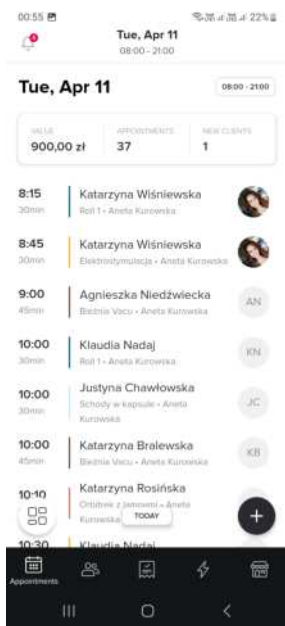 00:55 22%
Tue, Apr 11
08:00 - 21:00
Tue, Apr 11
08:00 - 21:00
VALUE APPOINTMENTS NEW CLIENTS
900,00 zł 37 1
8:15 Katarzyna Wiśniewska
30min Roll 1 • Aneta Kurowska
8:45 Katarzyna Wiśniewska
30min Elektrostymulacja • Aneta Kurowska
9:00 Agnieszka Niedźwiecka AN
45min Bieżnia Vacu • Aneta Kurowska
10:00 Klaudia Nadaj KN
30min Roll 1 • Aneta Kurowska
10:00 Justyna Chawłowska JC
30min Schody w kapsule • Aneta
Kurowska
10:00 Katarzyna Bralewska KB
45min Bieżnia Vacu • Aneta Kurowska
10:10 Katarzyna Rosińska
Aneta
Kurowska TODAY
10:30 Klaudia Nadaj
Appointments